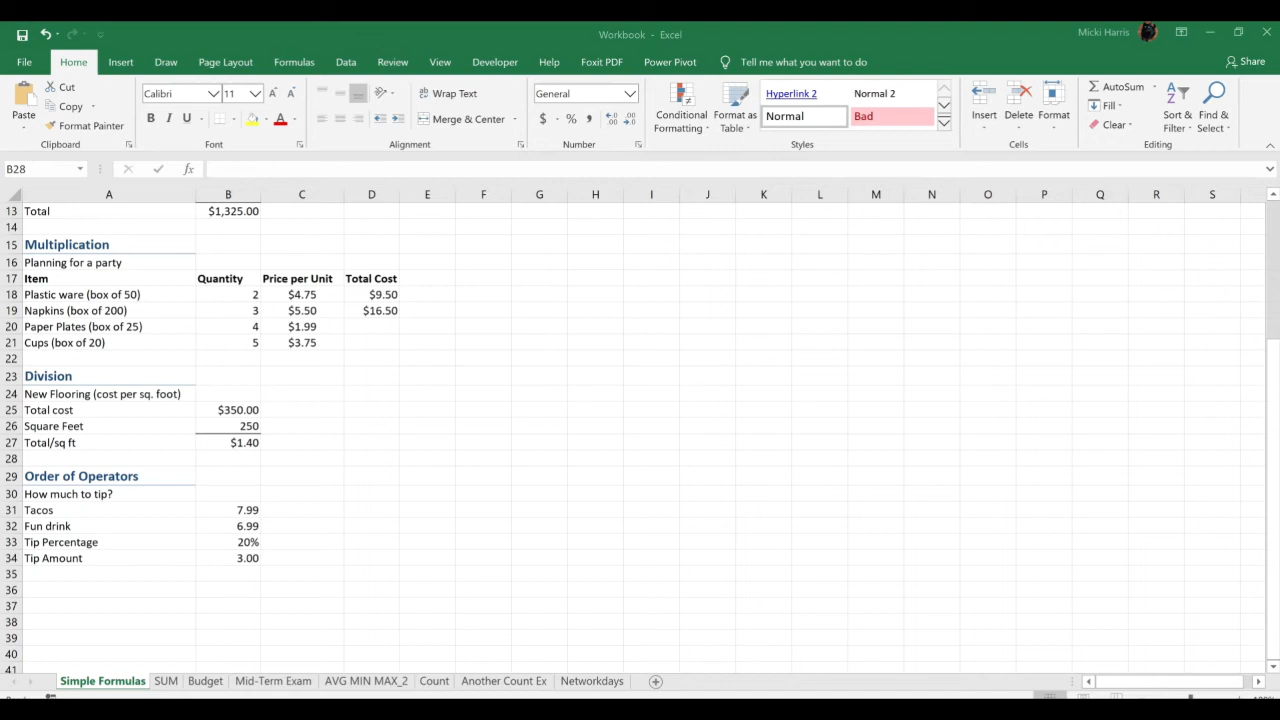 Workbook - Excel
Micki Harris
File Home Insert Draw Page Layout Formulas Data Review View Developer Help Foxit PDF Power Pivot Tell me what you want to do Share
Paste
Cut
Copy
Format Painter
Clipboard
Calibri 11
B I U A
Font
Wrap Text
Merge & Center
Alignment
General
$ % ,
Number
Conditional Formatting
Format as Table
Hyperlink 2 Normal 2
Normal Bad
Styles
Insert Delete Format
Cells
AutoSum
Fill
Clear
Sort & Filter
Find & Select
Editing
B28 fx
A B C D E F G H I J K L M N O P Q R S
13 Total $1,325.00
14
15 Multiplication
16 Planning for a party
17 Item Quantity Price per Unit Total Cost
18 Plastic ware (box of 50) 2 $4.75 $9.50
19 Napkins (box of 200) 3 $5.50 $16.50
20 Paper Plates (box of 25) 4 $1.99
21 Cups (box of 20) 5 $3.75
22
23 Division
24 New Flooring (cost per sq. foot)
25 Total cost $350.00
26 Square Feet 250
27 Total/sq ft $1.40
28
29 Order of Operators
30 How much to tip?
31 Tacos 7.99
32 Fun drink 6.99
33 Tip Percentage 20%
34 Tip Amount 3.00
35
36
37
38
39
40
41
Simple Formulas SUM Budget Mid-Term Exam AVG MIN MAX_2 Count Another Count Ex Networkdays